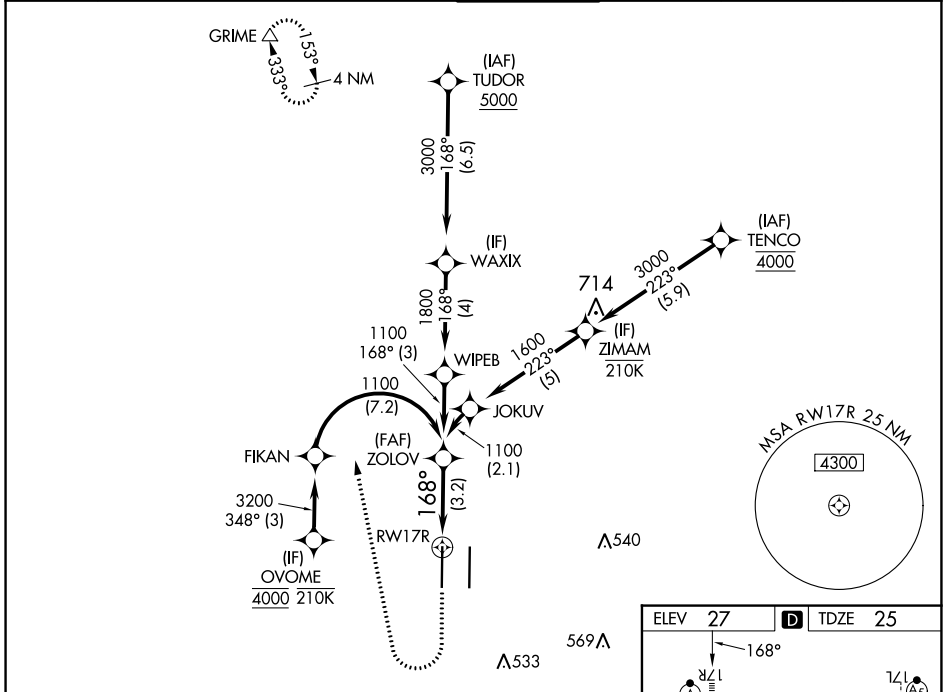 GRIME
153°
333°
4 NM
(IAF)
TUDOR
5000
3000
168°
(6.5)
(IF)
WAXIX
(IAF)
TENCO
4000
3000
223°
(5.9)
714
(IF)
ZIMAM
210K
1800
168°
(4)
1100
168° (3)
WIPEB
1600
223°
(5)
JOKUV
1100
(7.2)
(FAF)
ZOLOV
1100
(2.1)
FIKAN
3200
348° (3)
(IF)
OVOME
4000 210K
168°
(3.2)
RW17R
MSA RW17R 25 NM
4300
540
569
533
ELEV 27 D TDZE 25
168°
17R
17L
A
A5